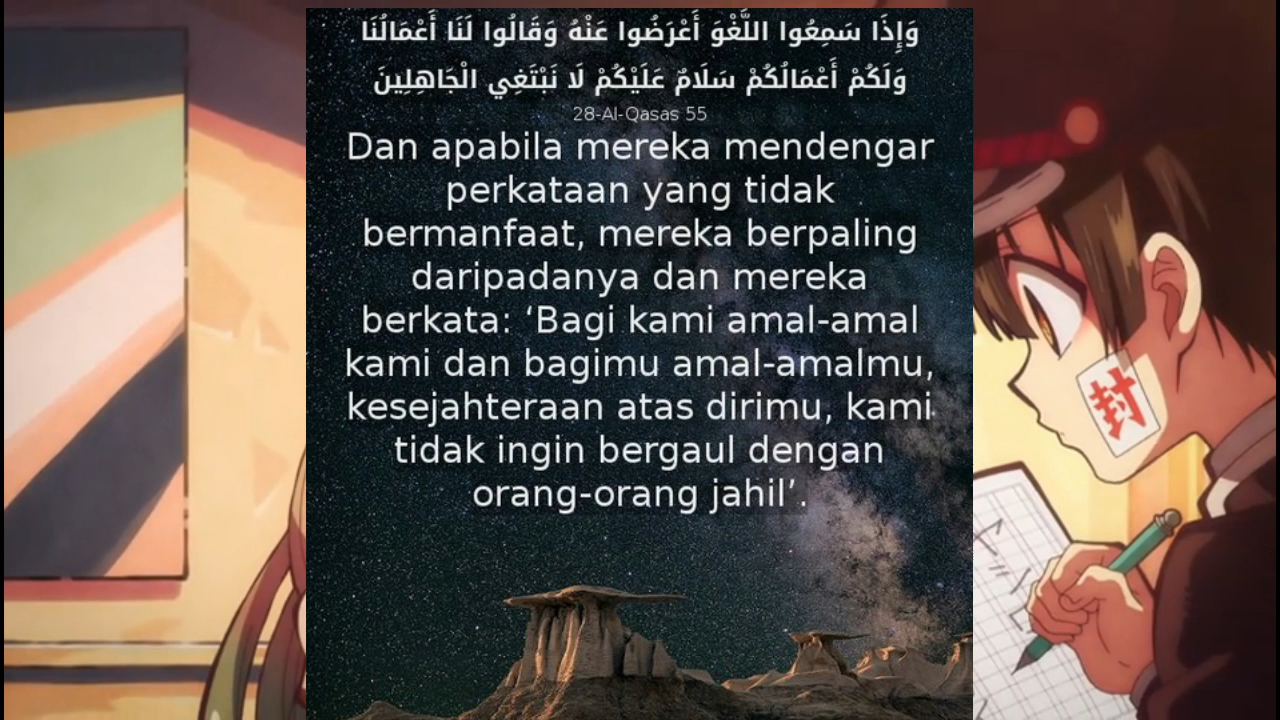 وَإِذَا سَمِعُوا اللَّغْوَ أَعْرَضُوا عَنْهُ وَقَالُوا لَنَا أَعْمَالُنَا
وَلَكُمْ أَعْمَالُكُمْ سَلَامٌ عَلَيْكُمْ لَا نَبْتَغِي الْجَاهِلِينَ
28-Al-Qasas 55
Dan apabila mereka mendengar
perkataan yang tidak
bermanfaat, mereka berpaling
daripadanya dan mereka
berkata: ‘Bagi kami amal-amal
kami dan bagimu amal-amalmu,
kesejahteraan atas dirimu, kami
tidak ingin bergaul dengan
orang-orang jahil’.
封